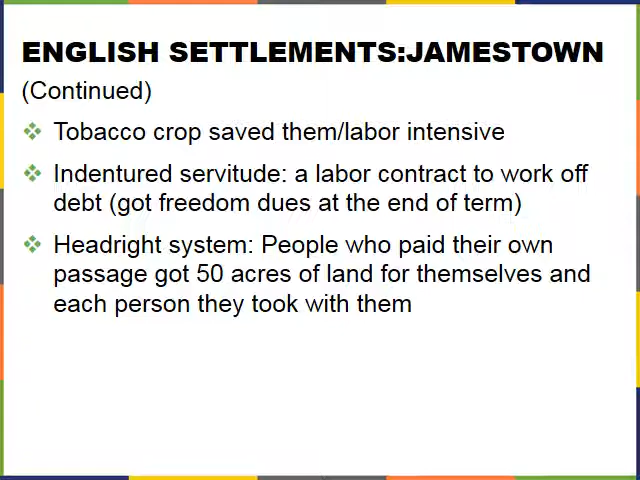 ENGLISH SETTLEMENTS:JAMESTOWN
(Continued)
Tobacco crop saved them/labor intensive
Indentured servitude: a labor contract to work off
debt (got freedom dues at the end of term)
Headright system: People who paid their own
passage got 50 acres of land for themselves and
each person they took with them